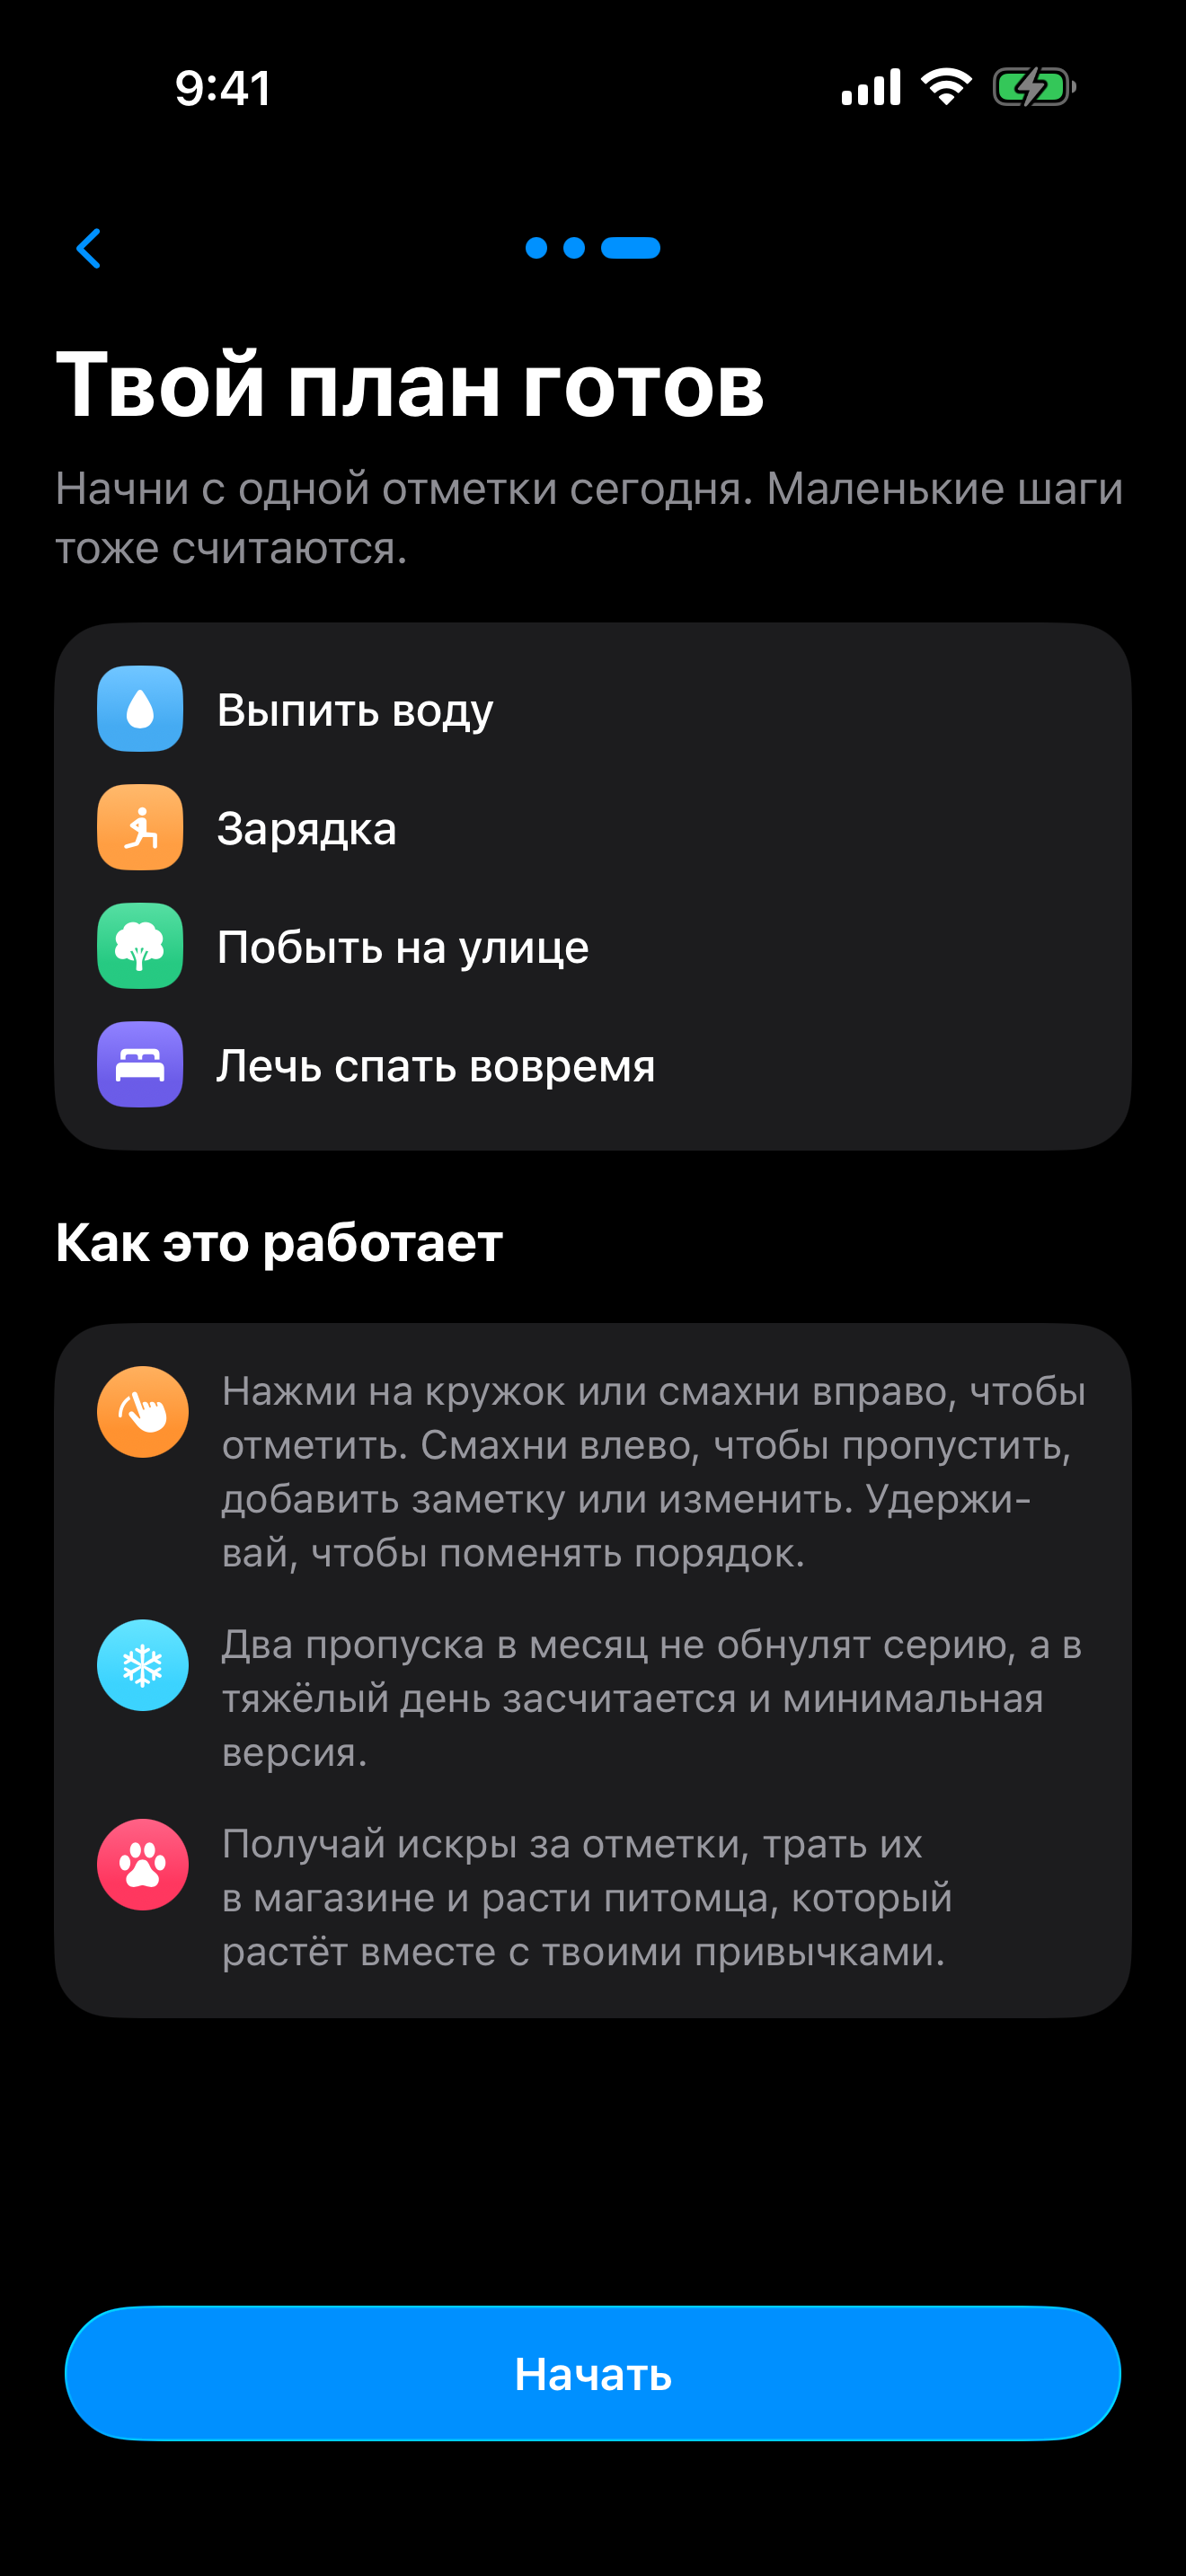 9:41
Твой план готов
Начни с одной отметки сегодня. Маленькие шаги
тоже считаются.
Выпить воду
Зарядка
Побыть на улице
Лечь спать вовремя
Как это работает
Нажми на кружок или смахни вправо, чтобы
отметить. Смахни влево, чтобы пропустить,
добавить заметку или изменить. Удержи-
вай, чтобы поменять порядок.
Два пропуска в месяц не обнулят серию, а в
тяжёлый день засчитается и минимальная
версия.
Получай искры за отметки, трать их
в магазине и расти питомца, который
растёт вместе с твоими привычками.
Начать